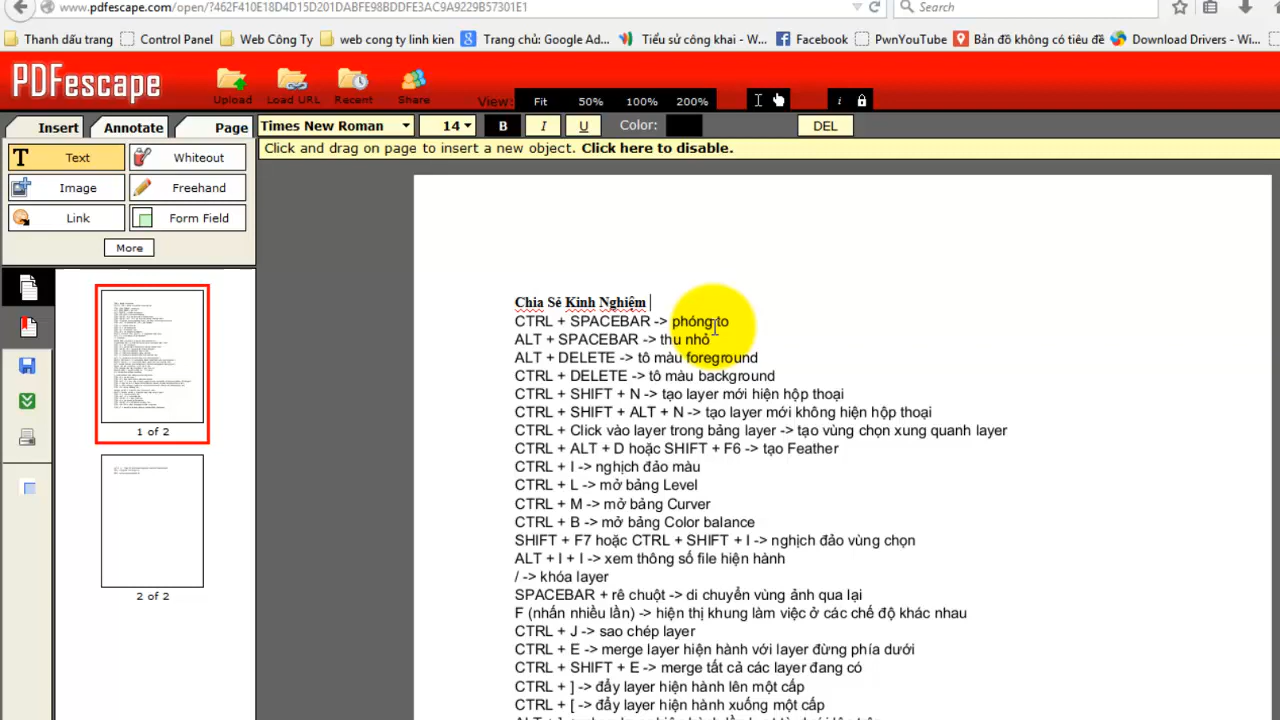 www.pdfescape.com/open/?462F410E18D4D15D201DABFE98BDDFE3AC9A9229B57301E1
Search
Thanh dấu trang Control Panel Web Công Ty web cong ty linh kien Trang chủ: Google Ad... Tiểu sử công khai - W... Facebook PwnYouTube Bản đồ không có tiêu đề Download Drivers - Wi...
PDFescape
Upload Load URL Recent Share View: Fit 50% 100% 200%
Insert Annotate Page Times New Roman 14 B I U Color: DEL
Click and drag on page to insert a new object. Click here to disable.
Text Whiteout
Image Freehand
Link Form Field
More
1 of 2
2 of 2
Chia Sẻ Kinh Nghiệm
CTRL + SPACEBAR -> phóng to
ALT + SPACEBAR -> thu nhỏ
ALT + DELETE -> tô màu foreground
CTRL + DELETE -> tô màu background
CTRL + SHIFT + N -> tạo layer mới hiện hộp thoại
CTRL + SHIFT + ALT + N -> tạo layer mới không hiện hộp thoại
CTRL + Click vào layer trong bảng layer -> tạo vùng chọn xung quanh layer
CTRL + ALT + D hoặc SHIFT + F6 -> tạo Feather
CTRL + I -> nghịch đảo màu
CTRL + L -> mở bảng Level
CTRL + M -> mở bảng Curver
CTRL + B -> mở bảng Color balance
SHIFT + F7 hoặc CTRL + SHIFT + I -> nghịch đảo vùng chọn
ALT + I + I -> xem thông số file hiện hành
/ -> khóa layer
SPACEBAR + rê chuột -> di chuyển vùng ảnh qua lại
F (nhấn nhiều lần) -> hiện thị khung làm việc ở các chế độ khác nhau
CTRL + J -> sao chép layer
CTRL + E -> merge layer hiện hành với layer đứng phía dưới
CTRL + SHIFT + E -> merge tất cả các layer đang có
CTRL + ] -> đẩy layer hiện hành lên một cấp
CTRL + [ -> đẩy layer hiện hành xuống một cấp